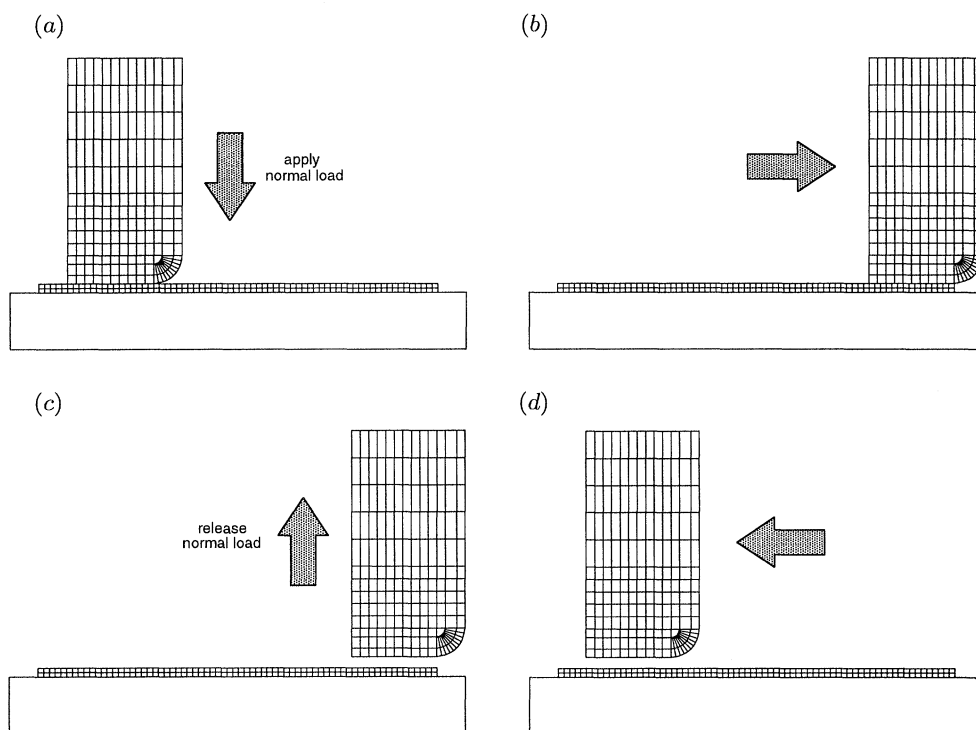 (a)
apply
normal load
(b)
(c)
release
normal load
(d)